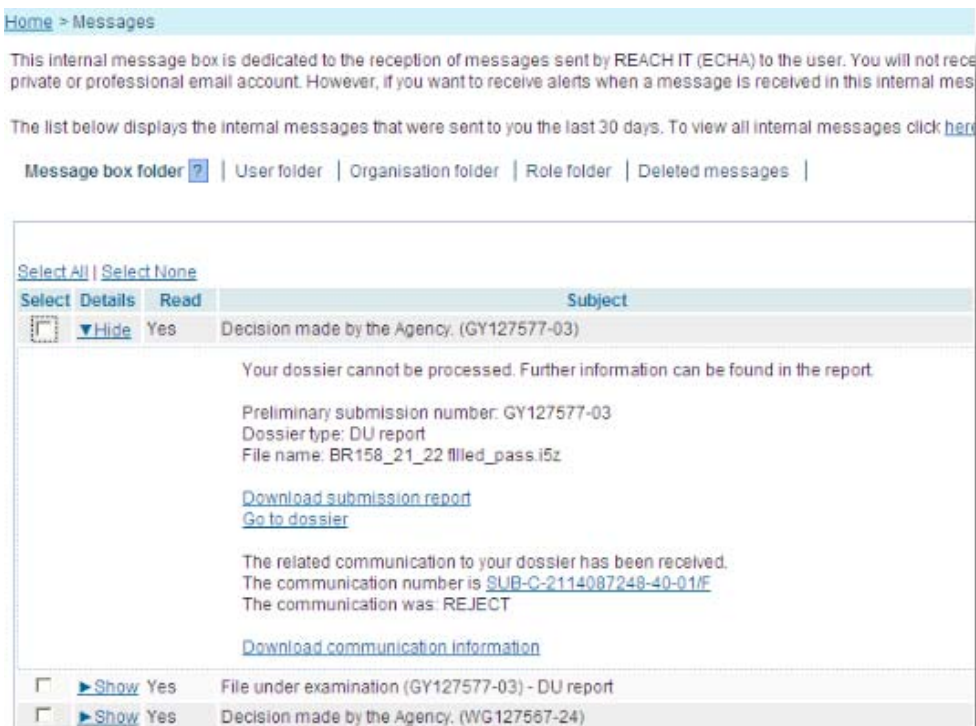 Home > Messages
This internal message box is dedicated to the reception of messages sent by REACH IT (ECHA) to the user. You will not rece
private or professional email account. However, if you want to receive alerts when a message is received in this internal mes
The list below displays the internal messages that were sent to you the last 30 days. To view all internal messages click here
Message box folder ? | User folder | Organisation folder | Role folder | Deleted messages |
Select All | Select None
Select Details Read Subject
▼Hide Yes Decision made by the Agency. (GY127577-03)
Your dossier cannot be processed. Further information can be found in the report.
Preliminary submission number: GY127577-03
Dossier type: DU report
File name: BR158_21_22 filled_pass.i5z
Download submission report
Go to dossier
The related communication to your dossier has been received.
The communication number is SUB-C-2114087248-40-01/F
The communication was: REJECT
Download communication information
►Show Yes File under examination (GY127577-03) - DU report
►Show Yes Decision made by the Agency. (WG127567-24)